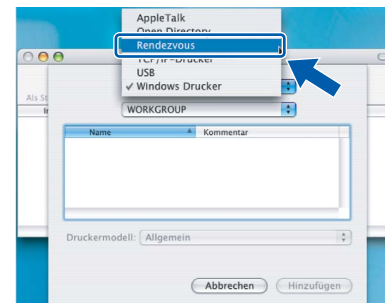 AppleTalk
Open Directory
Rendezvous
TCP/IP-Drucker
USB
✓ Windows Drucker
Als St
In
WORKGROUP
Name Kommentar
Druckermodell: Allgemein
Abbrechen Hinzufügen